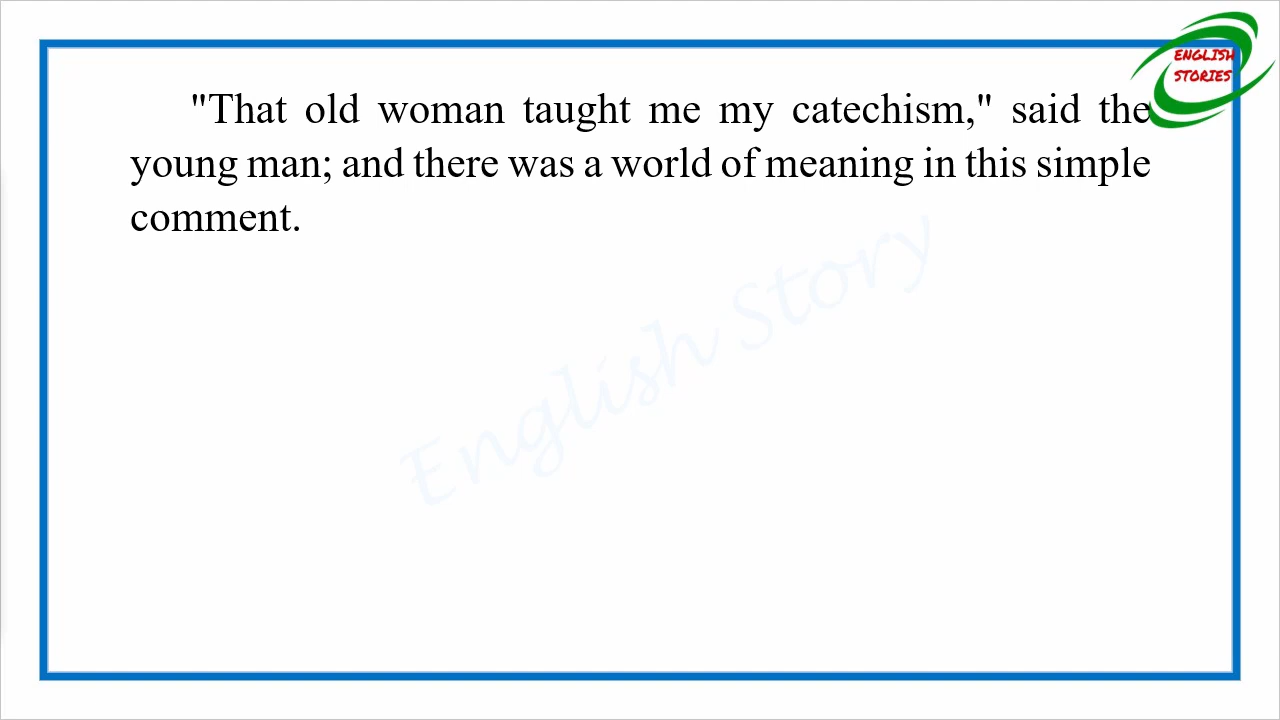 ENGLISH
STORIES
"That old woman taught me my catechism," said the
young man; and there was a world of meaning in this simple
comment.
English Story